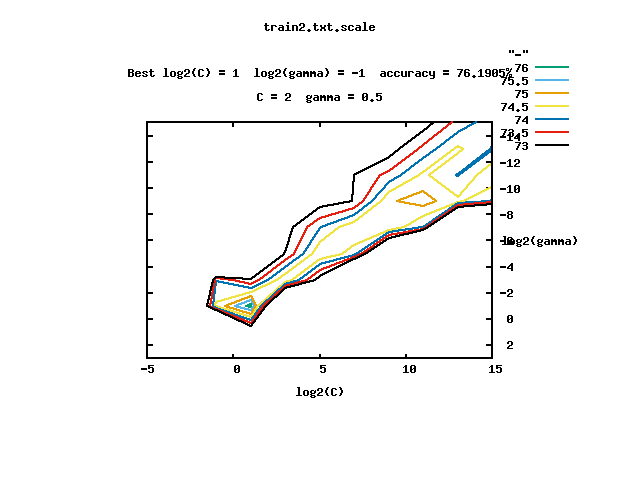 train2.txt.scale
"-"
Best log2(C) = 1 log2(gamma) = -1 accuracy = 76.1905%
C = 2 gamma = 0.5
76
75.5
75
74.5
74
73.5
73
-14
-12
-10
-8
-6
log2(gamma)
-4
-2
0
2
-5 0 5 10 15
log2(C)